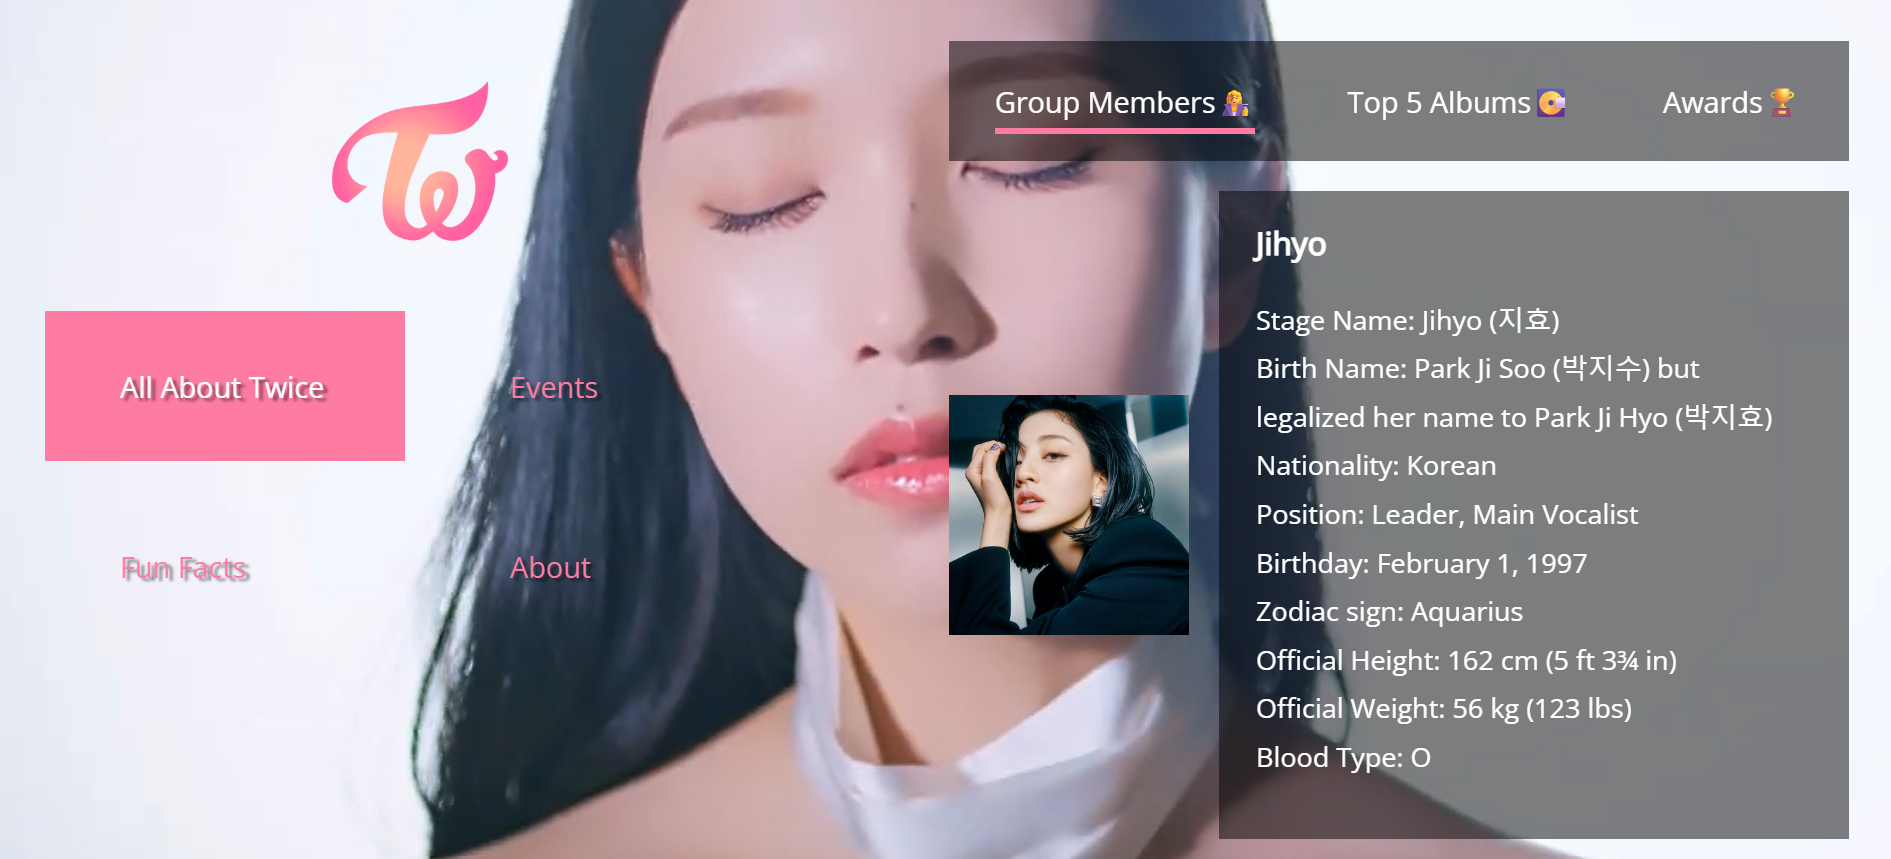 Tw
Group Members
Top 5 Albums
Awards
All About Twice
Events
Fun Facts
About
Jihyo
Stage Name: Jihyo (지효)
Birth Name: Park Ji Soo (박지수) but
legalized her name to Park Ji Hyo (박지효)
Nationality: Korean
Position: Leader, Main Vocalist
Birthday: February 1, 1997
Zodiac sign: Aquarius
Official Height: 162 cm (5 ft 3¾ in)
Official Weight: 56 kg (123 lbs)
Blood Type: O